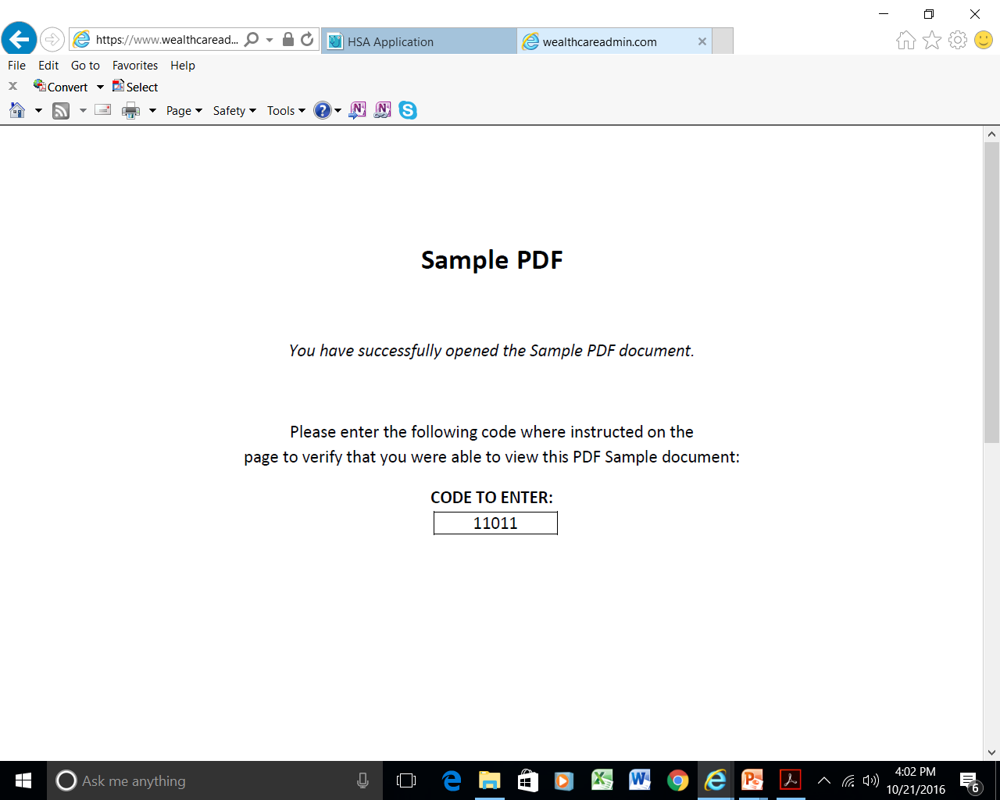 https://www.wealthcaread...
HSA Application
wealthcareadmin.com
File Edit Go to Favorites Help
x Convert Select
Page Safety Tools
Sample PDF
You have successfully opened the Sample PDF document.
Please enter the following code where instructed on the
page to verify that you were able to view this PDF Sample document:
CODE TO ENTER:
11011
Ask me anything
4:02 PM
10/21/2016
6